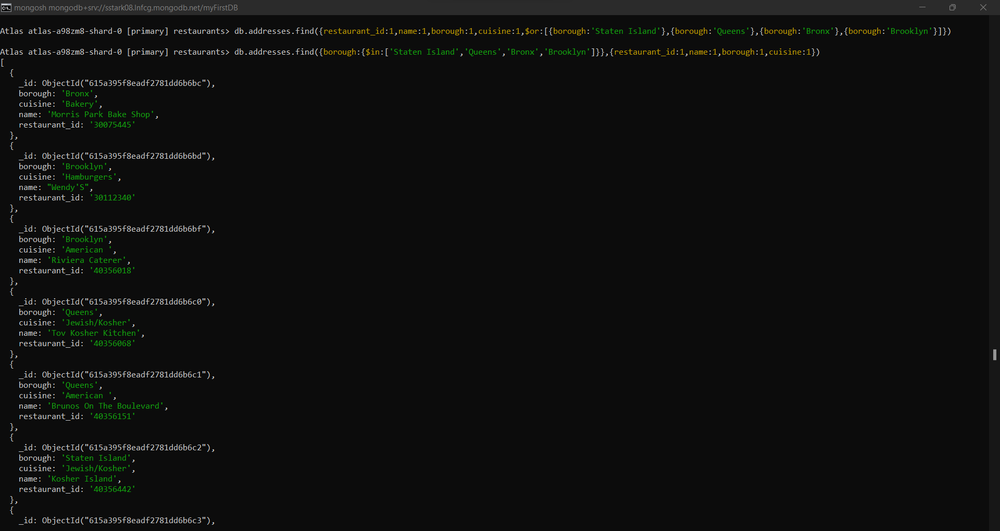 mongosh mongodb+srv://sstark08.lnfcg.mongodb.net/myFirstDB
Atlas atlas-a98zm8-shard-0 [primary] restaurants> db.addresses.find({restaurant_id:1,name:1,borough:1,cuisine:1,$or:[{borough:'Staten Island'},{borough:'Queens'},{borough:'Bronx'},{borough:'Brooklyn'}]})
Atlas atlas-a98zm8-shard-0 [primary] restaurants> db.addresses.find({borough:{$in:['Staten Island','Queens','Bronx','Brooklyn']}},{restaurant_id:1,name:1,borough:1,cuisine:1})
[
  {
    _id: ObjectId("615a395f8eadf2781dd6b6bc"),
    borough: 'Bronx',
    cuisine: 'Bakery',
    name: 'Morris Park Bake Shop',
    restaurant_id: '30075445'
  },
  {
    _id: ObjectId("615a395f8eadf2781dd6b6bd"),
    borough: 'Brooklyn',
    cuisine: 'Hamburgers',
    name: "Wendy'S",
    restaurant_id: '30112340'
  },
  {
    _id: ObjectId("615a395f8eadf2781dd6b6bf"),
    borough: 'Brooklyn',
    cuisine: 'American ',
    name: 'Riviera Caterer',
    restaurant_id: '40356018'
  },
  {
    _id: ObjectId("615a395f8eadf2781dd6b6c0"),
    borough: 'Queens',
    cuisine: 'Jewish/Kosher',
    name: 'Tov Kosher Kitchen',
    restaurant_id: '40356068'
  },
  {
    _id: ObjectId("615a395f8eadf2781dd6b6c1"),
    borough: 'Queens',
    cuisine: 'American ',
    name: 'Brunos On The Boulevard',
    restaurant_id: '40356151'
  },
  {
    _id: ObjectId("615a395f8eadf2781dd6b6c2"),
    borough: 'Staten Island',
    cuisine: 'Jewish/Kosher',
    name: 'Kosher Island',
    restaurant_id: '40356442'
  },
  {
    _id: ObjectId("615a395f8eadf2781dd6b6c3"),